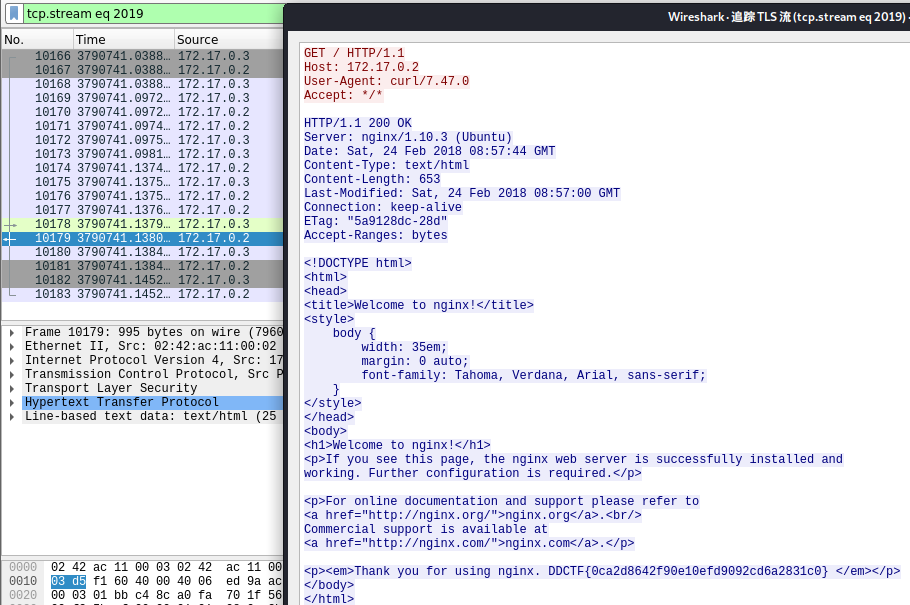 tcp.stream eq 2019
Wireshark · 追踪 TLS 流 (tcp.stream eq 2019) ·
No. Time Source
10166 3790741.0388… 172.17.0.3
10167 3790741.0388… 172.17.0.2
10168 3790741.0388… 172.17.0.3
10169 3790741.0972… 172.17.0.3
10170 3790741.0972… 172.17.0.2
10171 3790741.0974… 172.17.0.2
10172 3790741.0975… 172.17.0.3
10173 3790741.0981… 172.17.0.3
10174 3790741.1374… 172.17.0.2
10175 3790741.1375… 172.17.0.3
10176 3790741.1375… 172.17.0.2
10177 3790741.1376… 172.17.0.2
10178 3790741.1379… 172.17.0.3
10179 3790741.1380… 172.17.0.2
10180 3790741.1384… 172.17.0.3
10181 3790741.1384… 172.17.0.2
10182 3790741.1452… 172.17.0.3
10183 3790741.1452… 172.17.0.2
Frame 10179: 995 bytes on wire (7960
Ethernet II, Src: 02:42:ac:11:00:02
Internet Protocol Version 4, Src: 17
Transmission Control Protocol, Src P
Transport Layer Security
Hypertext Transfer Protocol
Line-based text data: text/html (25
0000 02 42 ac 11 00 03 02 42 ac 11 00
0010 03 d5 f1 60 40 00 40 06 ed 9a ac
0020 00 03 01 bb c4 8c a0 fa 70 1f 56
GET / HTTP/1.1
Host: 172.17.0.2
User-Agent: curl/7.47.0
Accept: */*
HTTP/1.1 200 OK
Server: nginx/1.10.3 (Ubuntu)
Date: Sat, 24 Feb 2018 08:57:44 GMT
Content-Type: text/html
Content-Length: 653
Last-Modified: Sat, 24 Feb 2018 08:57:00 GMT
Connection: keep-alive
ETag: "5a9128dc-28d"
Accept-Ranges: bytes
<!DOCTYPE html>
<html>
<head>
<title>Welcome to nginx!</title>
<style>
body {
width: 35em;
margin: 0 auto;
font-family: Tahoma, Verdana, Arial, sans-serif;
}
</style>
</head>
<body>
<h1>Welcome to nginx!</h1>
<p>If you see this page, the nginx web server is successfully installed and
working. Further configuration is required.</p>
<p>For online documentation and support please refer to
<a href="http://nginx.org/">nginx.org</a>.<br/>
Commercial support is available at
<a href="http://nginx.com/">nginx.com</a>.</p>
<p><em>Thank you for using nginx. DDCTF{0ca2d8642f90e10efd9092cd6a2831c0} </em></p>
</body>
</html>